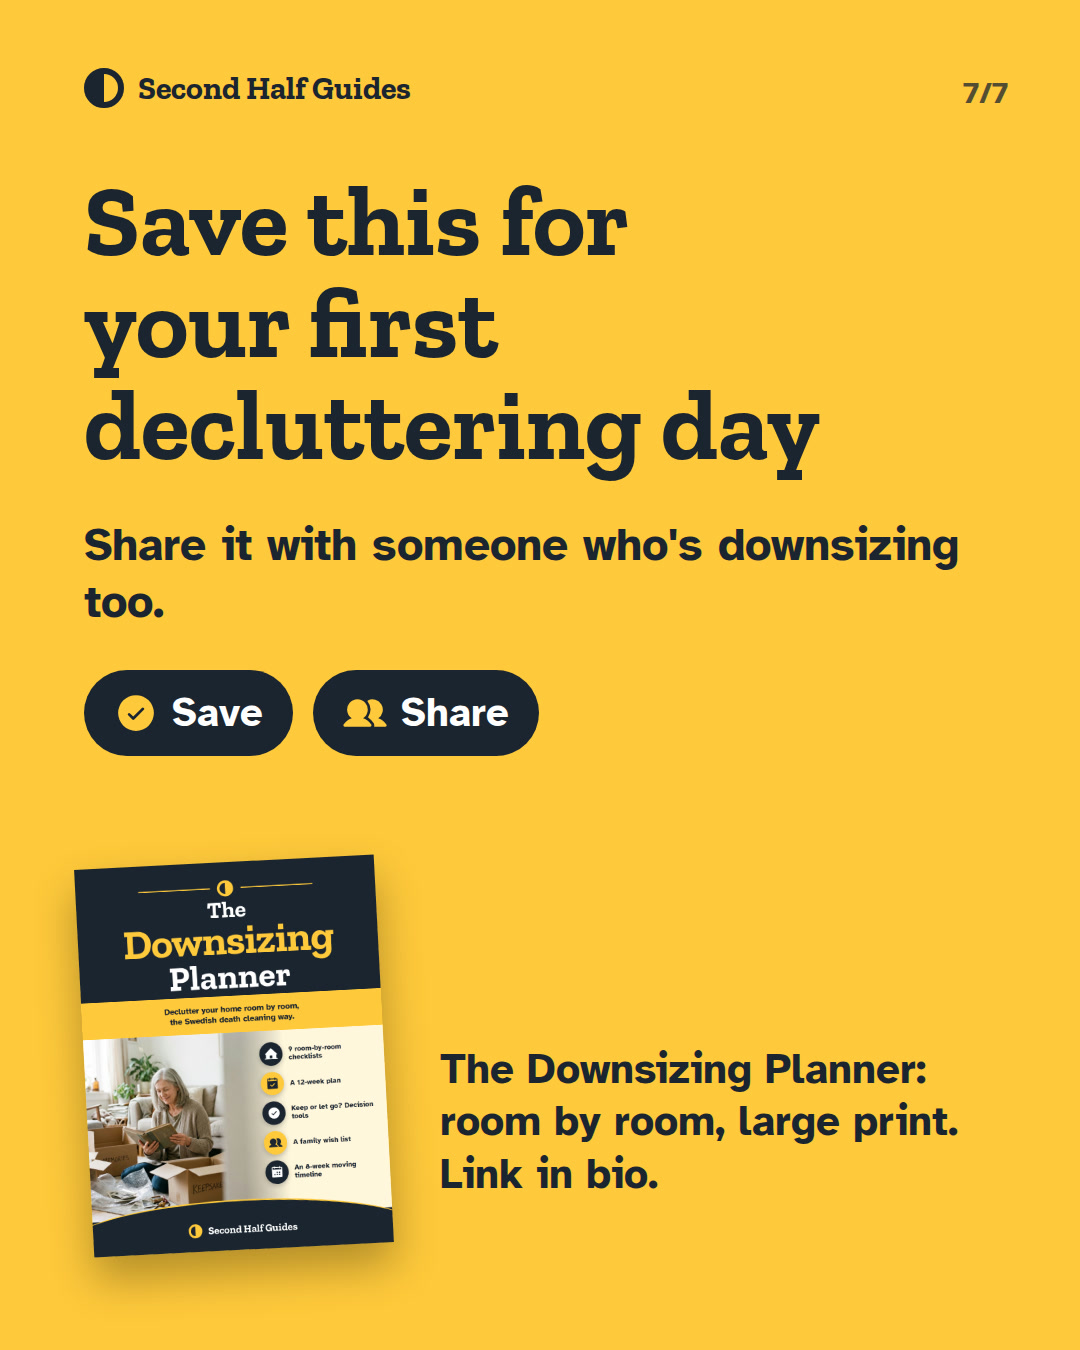 Second Half Guides
7/7
Save this for
your first
decluttering day
Share it with someone who's downsizing
too.
Save
Share
The
Downsizing
Planner
Declutter your home room by room,
the Swedish death cleaning way.
9 room-by-room
checklists
A 12-week plan
Keep or let go? Decision
tools
A family wish list
An 8-week moving
timeline
Second Half Guides
The Downsizing Planner:
room by room, large print.
Link in bio.